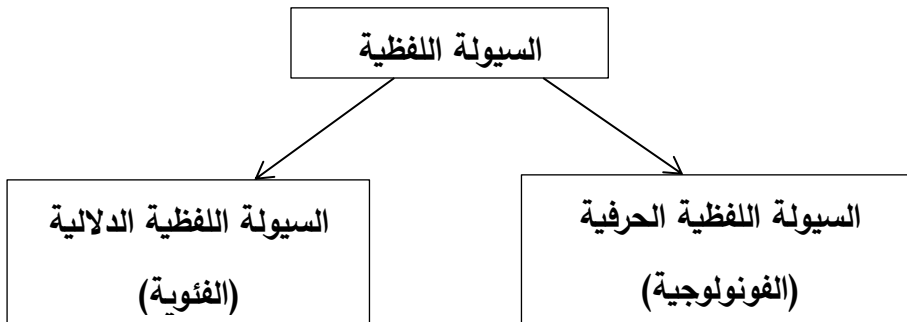 السيولة اللفظية
السيولة اللفظية الحرفية
(الفونولوجية)
السيولة اللفظية الدلالية
(الفئوية)